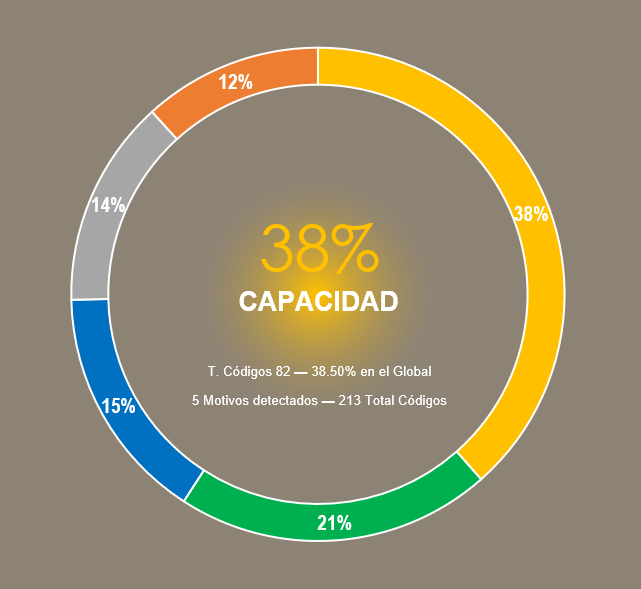 12%
38%
14%
38%
CAPACIDAD
T. Códigos 82 — 38.50% en el Global
5 Motivos detectados — 213 Total Códigos
15%
21%